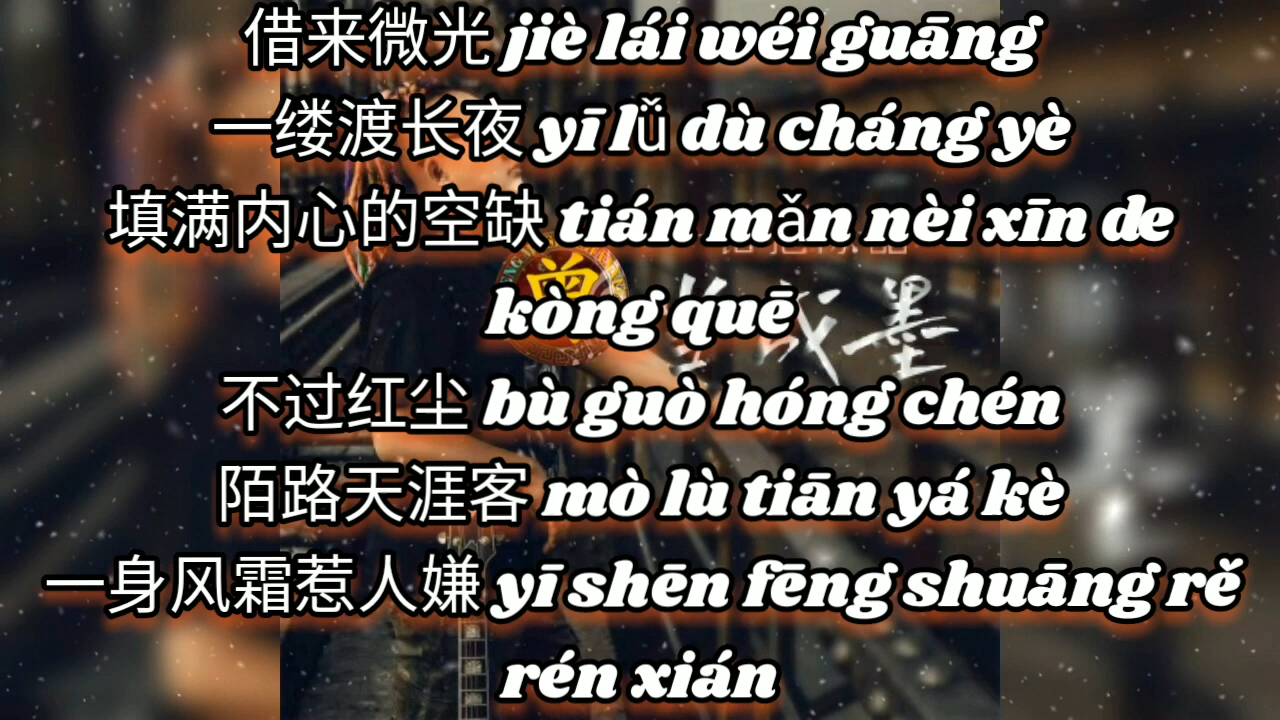 借来微光 jiè lái wéi guāng
一缕渡长夜 yī lǚ dù cháng yè
填满内心的空缺 tián mǎn nèi xīn de
kòng quē
不过红尘 bù guò hóng chén
陌路天涯客 mò lù tiān yá kè
一身风霜惹人嫌 yī shēn fēng shuāng rě
rén xián
曾
墨